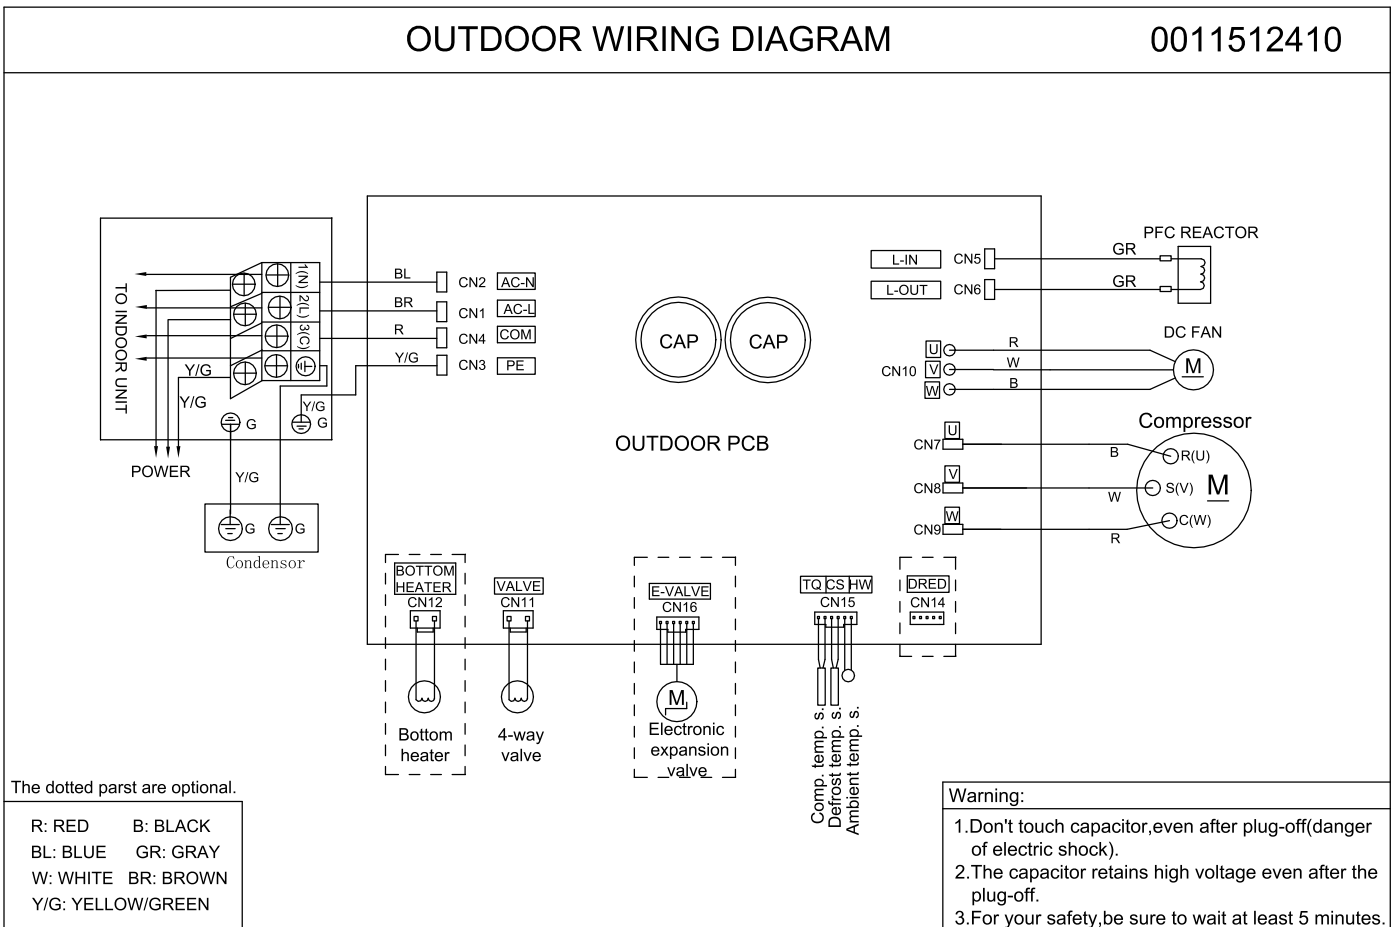 OUTDOOR WIRING DIAGRAM
0011512410
TO INDOOR UNIT
1(N)
2(L)
3(C)
Y/G
Y/G
Y/G
G
G
POWER
Y/G
G
G
Condensor
BL
BR
R
Y/G
CN2 AC-N
CN1 AC-L
CN4 COM
CN3 PE
CAP
CAP
OUTDOOR PCB
L-IN CN5
L-OUT CN6
GR
GR
PFC REACTOR
CN10
U
V
W
R
W
B
DC FAN
M
CN7 U
CN8 V
CN9 W
B
W
R
Compressor
R(U)
S(V)
C(W)
M
BOTTOM
HEATER
CN12
Bottom
heater
VALVE
CN11
4-way
valve
E-VALVE
CN16
M
Electronic
expansion
valve
TQ CS HW
CN15
Comp. temp. s.
Defrost temp. s.
Ambient temp. s.
DRED
CN14
The dotted parst are optional.
R: RED B: BLACK
BL: BLUE GR: GRAY
W: WHITE BR: BROWN
Y/G: YELLOW/GREEN
Warning:
1.Don't touch capacitor,even after plug-off(danger
of electric shock).
2.The capacitor retains high voltage even after the
plug-off.
3.For your safety,be sure to wait at least 5 minutes.